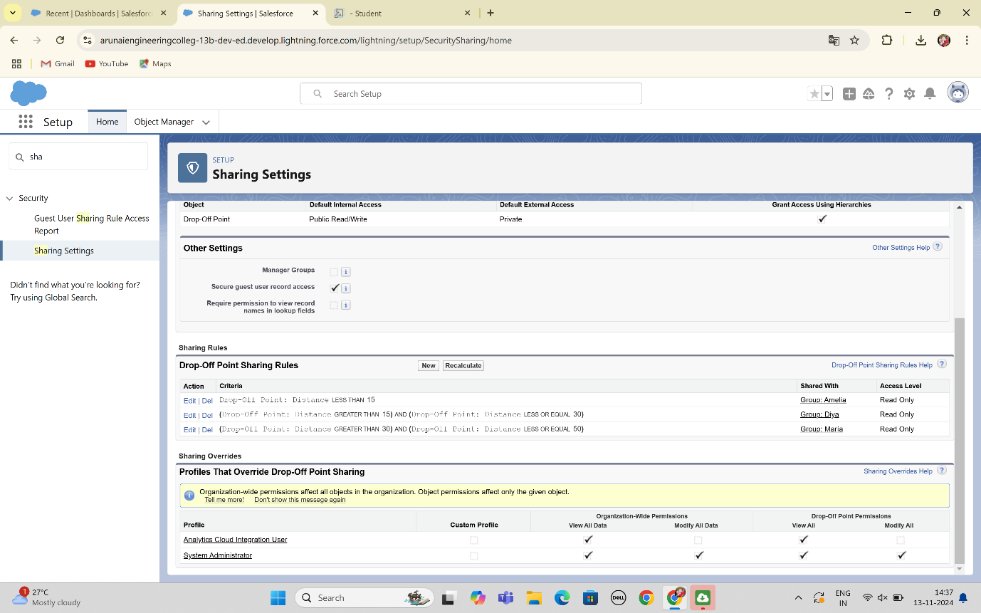 Recent | Dashboards | Salesforc
Sharing Settings | Salesforce
- Student
arunaiengineeringcolleg-13b-dev-ed.develop.lightning.force.com/lightning/setup/SecuritySharing/home
Gmail
YouTube
Maps
Search Setup
Setup
Home
Object Manager
sha
Security
Guest User Sharing Rule Access
Report
Sharing Settings
Didn't find what you're looking for?
Try using Global Search.
SETUP
Sharing Settings
Object Default Internal Access Default External Access Grant Access Using Hierarchies
Drop-Off Point Public Read/Write Private
Other Settings Other Settings Help ?
Manager Groups i
Secure guest user record access i
Require permission to view record
names in lookup fields i
Sharing Rules
Drop-Off Point Sharing Rules New Recalculate Drop-Off Point Sharing Rules Help ?
Action Criteria Shared With Access Level
Edit | Del Drop-Off Point: Distance LESS THAN 15 Group: Amelia Read Only
Edit | Del (Drop-Off Point: Distance GREATER THAN 15) AND (Drop-Off Point: Distance LESS OR EQUAL 30) Group: Diya Read Only
Edit | Del (Drop-Off Point: Distance GREATER THAN 30) AND (Drop-Off Point: Distance LESS OR EQUAL 50) Group: Maria Read Only
Sharing Overrides
Profiles That Override Drop-Off Point Sharing Sharing Overrides Help ?
Organization-wide permissions affect all objects in the organization. Object permissions affect only the given object.
Tell me more! Don't show this message again
Organization-Wide Permissions Drop-Off Point Permissions
Profile Custom Profile View All Data Modify All Data View All Modify All
Analytics Cloud Integration User
System Administrator
1
27°C
Mostly cloudy
Search
DELL
ENG
IN
14:37
13-11-2024